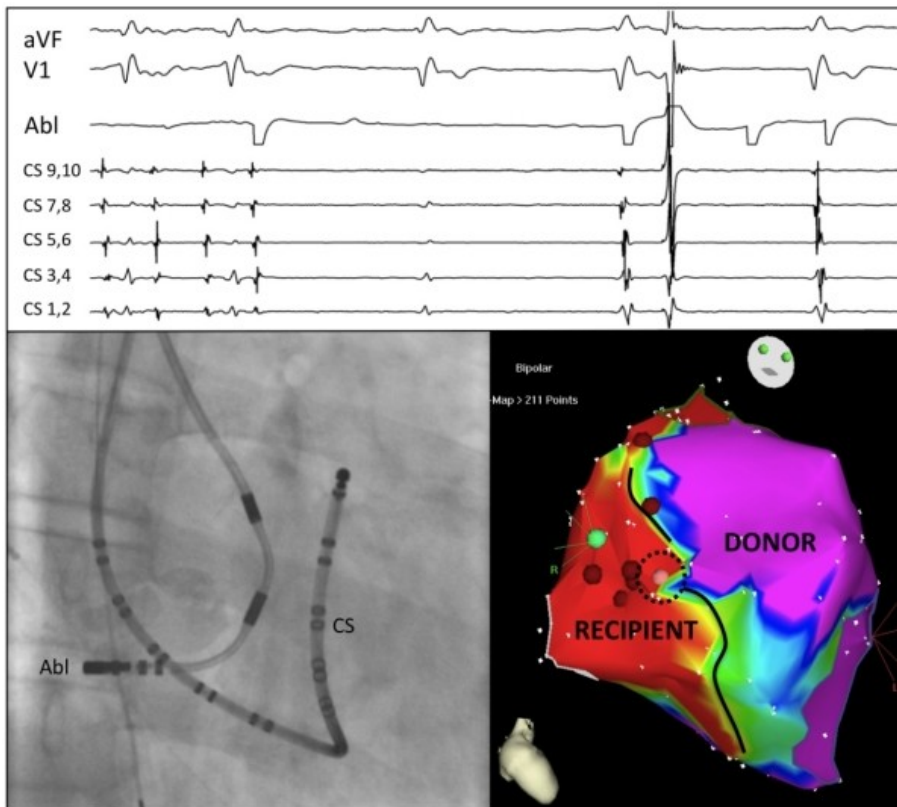 aVF
V1
Abl
CS 9,10
CS 7,8
CS 5,6
CS 3,4
CS 1,2
Abl
CS
Bipolar
-Map > 211 Points
DONOR
R
RECIPIENT
L